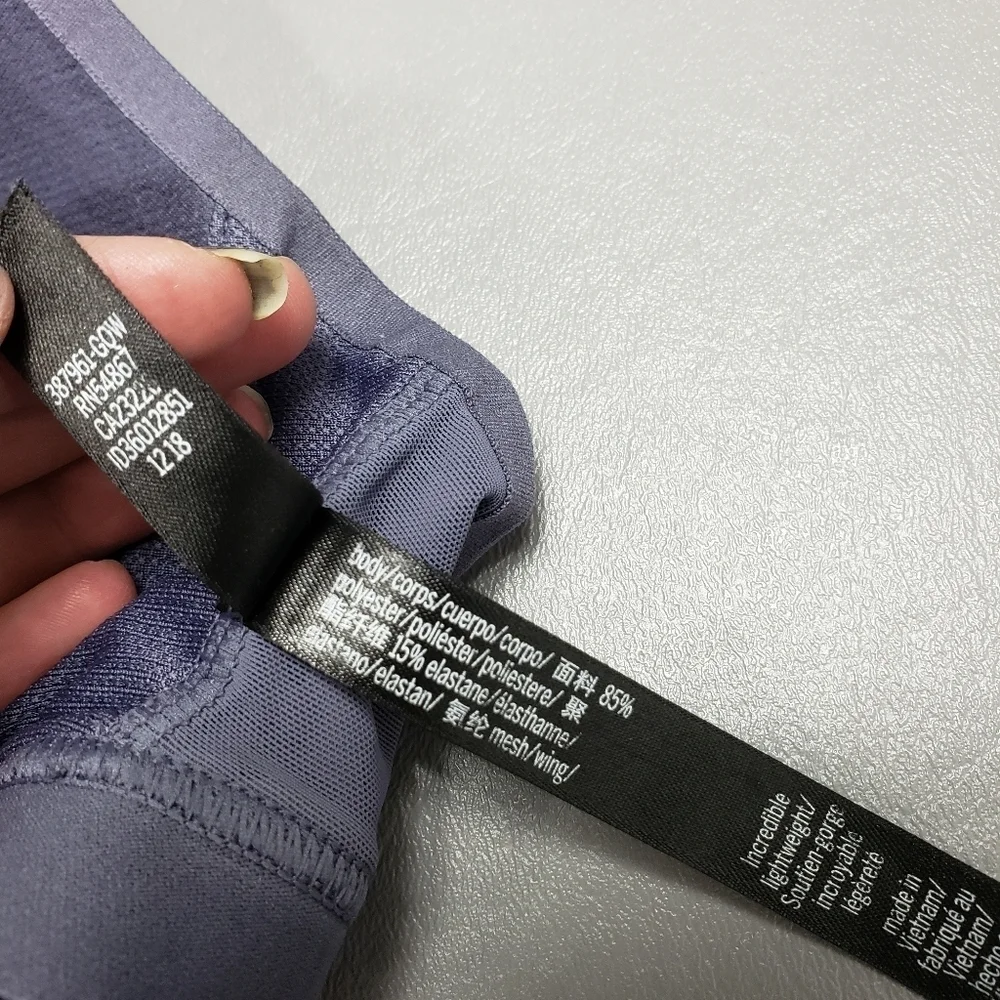 387961-GQW
RN54867
ID36012851
12 18
body/corps/cuerpo/corpo/ 面料 85%
polyester/poliéster/poliestere/ 聚
酯纤维 15% elastane/élasthanne/
elastano/elastan/ 氨纶 mesh/wing/
Incredible
lightweight/
Soutien-gorge
incroyable
légèreté
made in
Vietnam/
fabriqué au
Vietnam/
hecho